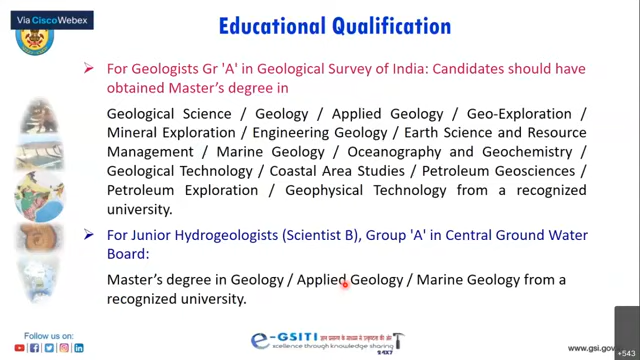 Via Cisco Webex
Educational Qualification
For Geologists Gr 'A' in Geological Survey of India: Candidates should have
obtained Master's degree in
Geological Science / Geology / Applied Geology / Geo-Exploration /
Mineral Exploration / Engineering Geology / Earth Science and Resource
Management / Marine Geology / Oceanography and Geochemistry /
Geological Technology / Coastal Area Studies / Petroleum Geosciences /
Petroleum Exploration / Geophysical Technology from a recognized
university.
For Junior Hydrogeologists (Scientist B), Group 'A' in Central Ground Water
Board:
Master's degree in Geology / Applied Geology / Marine Geology from a
recognized university.
Follow us on:
e-GSITI
excellence through knowledge sharing
24X7
www.gsi.gov
+543